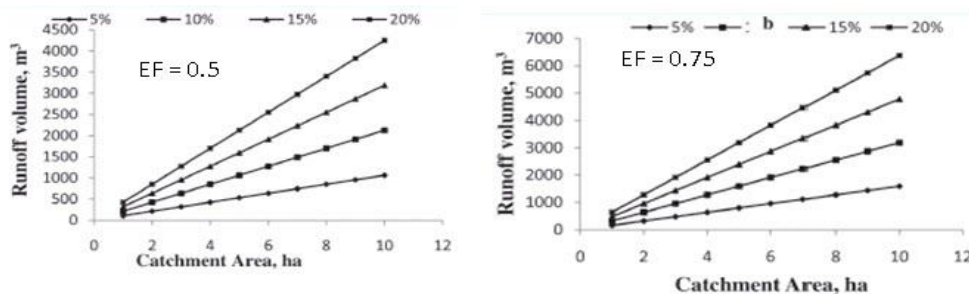 5% 10% 15% 20%
4500
4000
3500
3000
2500
2000
1500
1000
500
0
EF = 0.5
Runoff volume, m³
0 2 4 6 8 10 12
Catchment Area, ha
5% : b 15% 20%
7000
6000
5000
4000
3000
2000
1000
0
EF = 0.75
Runoff volume, m³
0 2 4 6 8 10 12
Catchment Area, ha